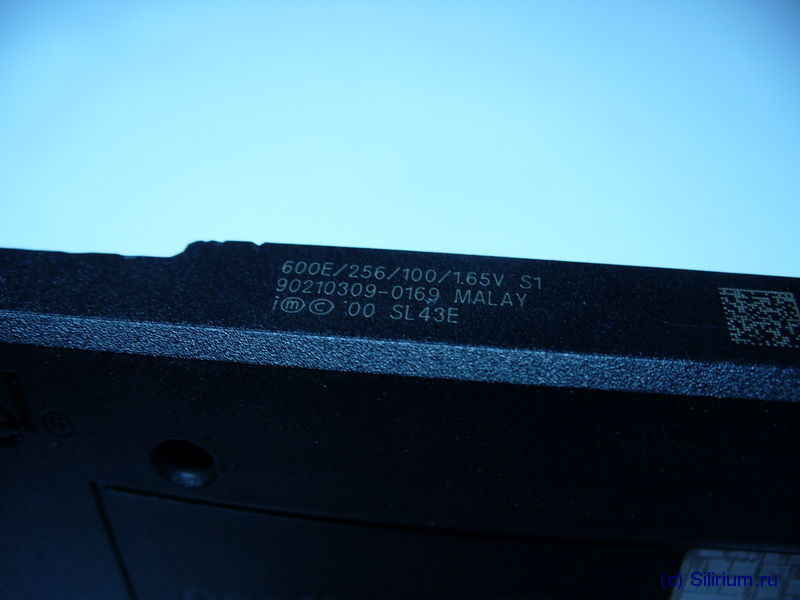 600E/256/100/1.65V S1
90210309-0169 MALAY
i ⓜ © '00 SL43E
®
(c) Silirium.ru